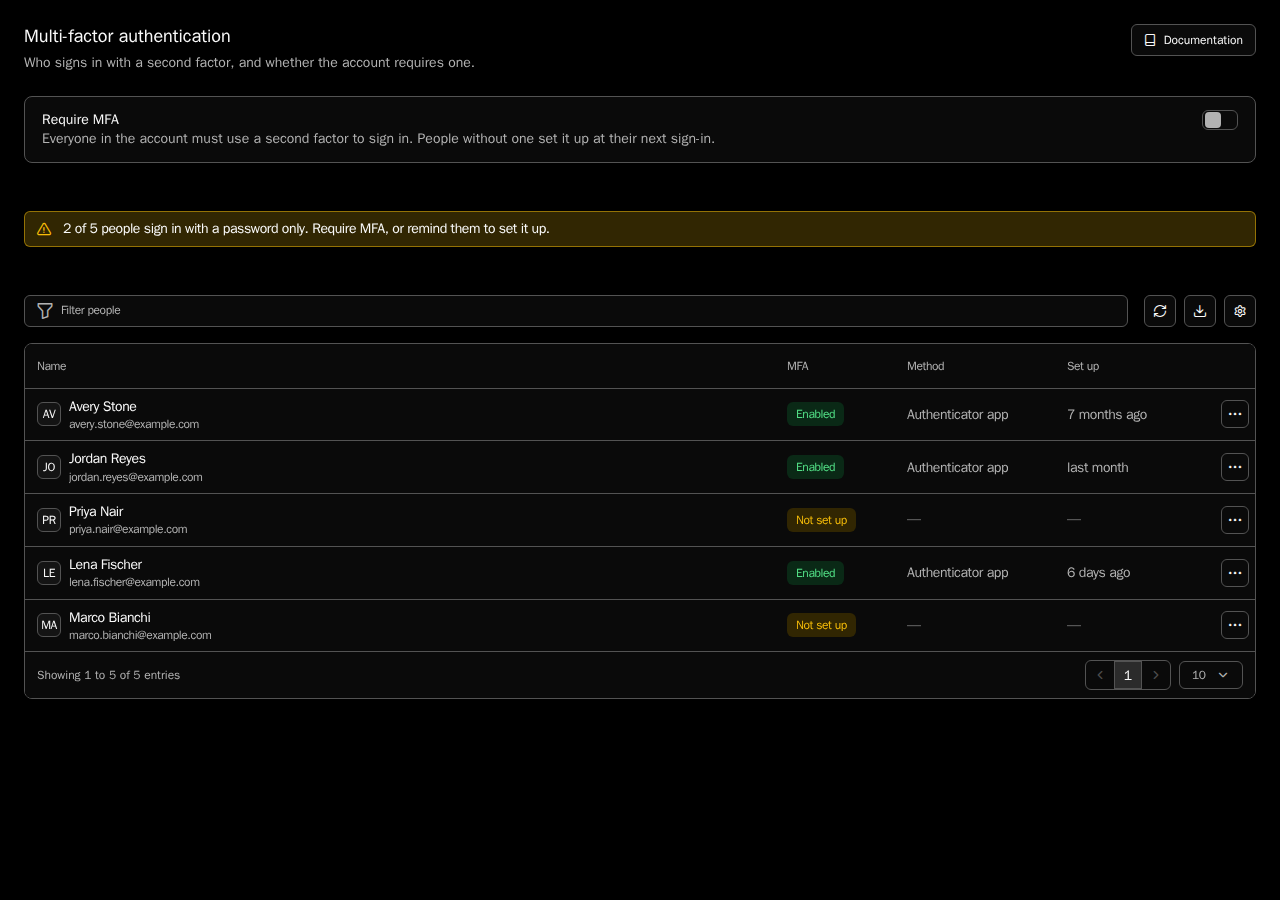 Multi-factor authentication
Documentation
Who signs in with a second factor, and whether the account requires one.
Require MFA
Everyone in the account must use a second factor to sign in. People without one set it up at their next sign-in.
2 of 5 people sign in with a password only. Require MFA, or remind them to set it up.
Filter people
Name MFA Method Set up
AV Avery Stone Enabled Authenticator app 7 months ago
avery.stone@example.com
JO Jordan Reyes Enabled Authenticator app last month
jordan.reyes@example.com
PR Priya Nair Not set up — —
priya.nair@example.com
LE Lena Fischer Enabled Authenticator app 6 days ago
lena.fischer@example.com
MA Marco Bianchi Not set up — —
marco.bianchi@example.com
Showing 1 to 5 of 5 entries 1 10